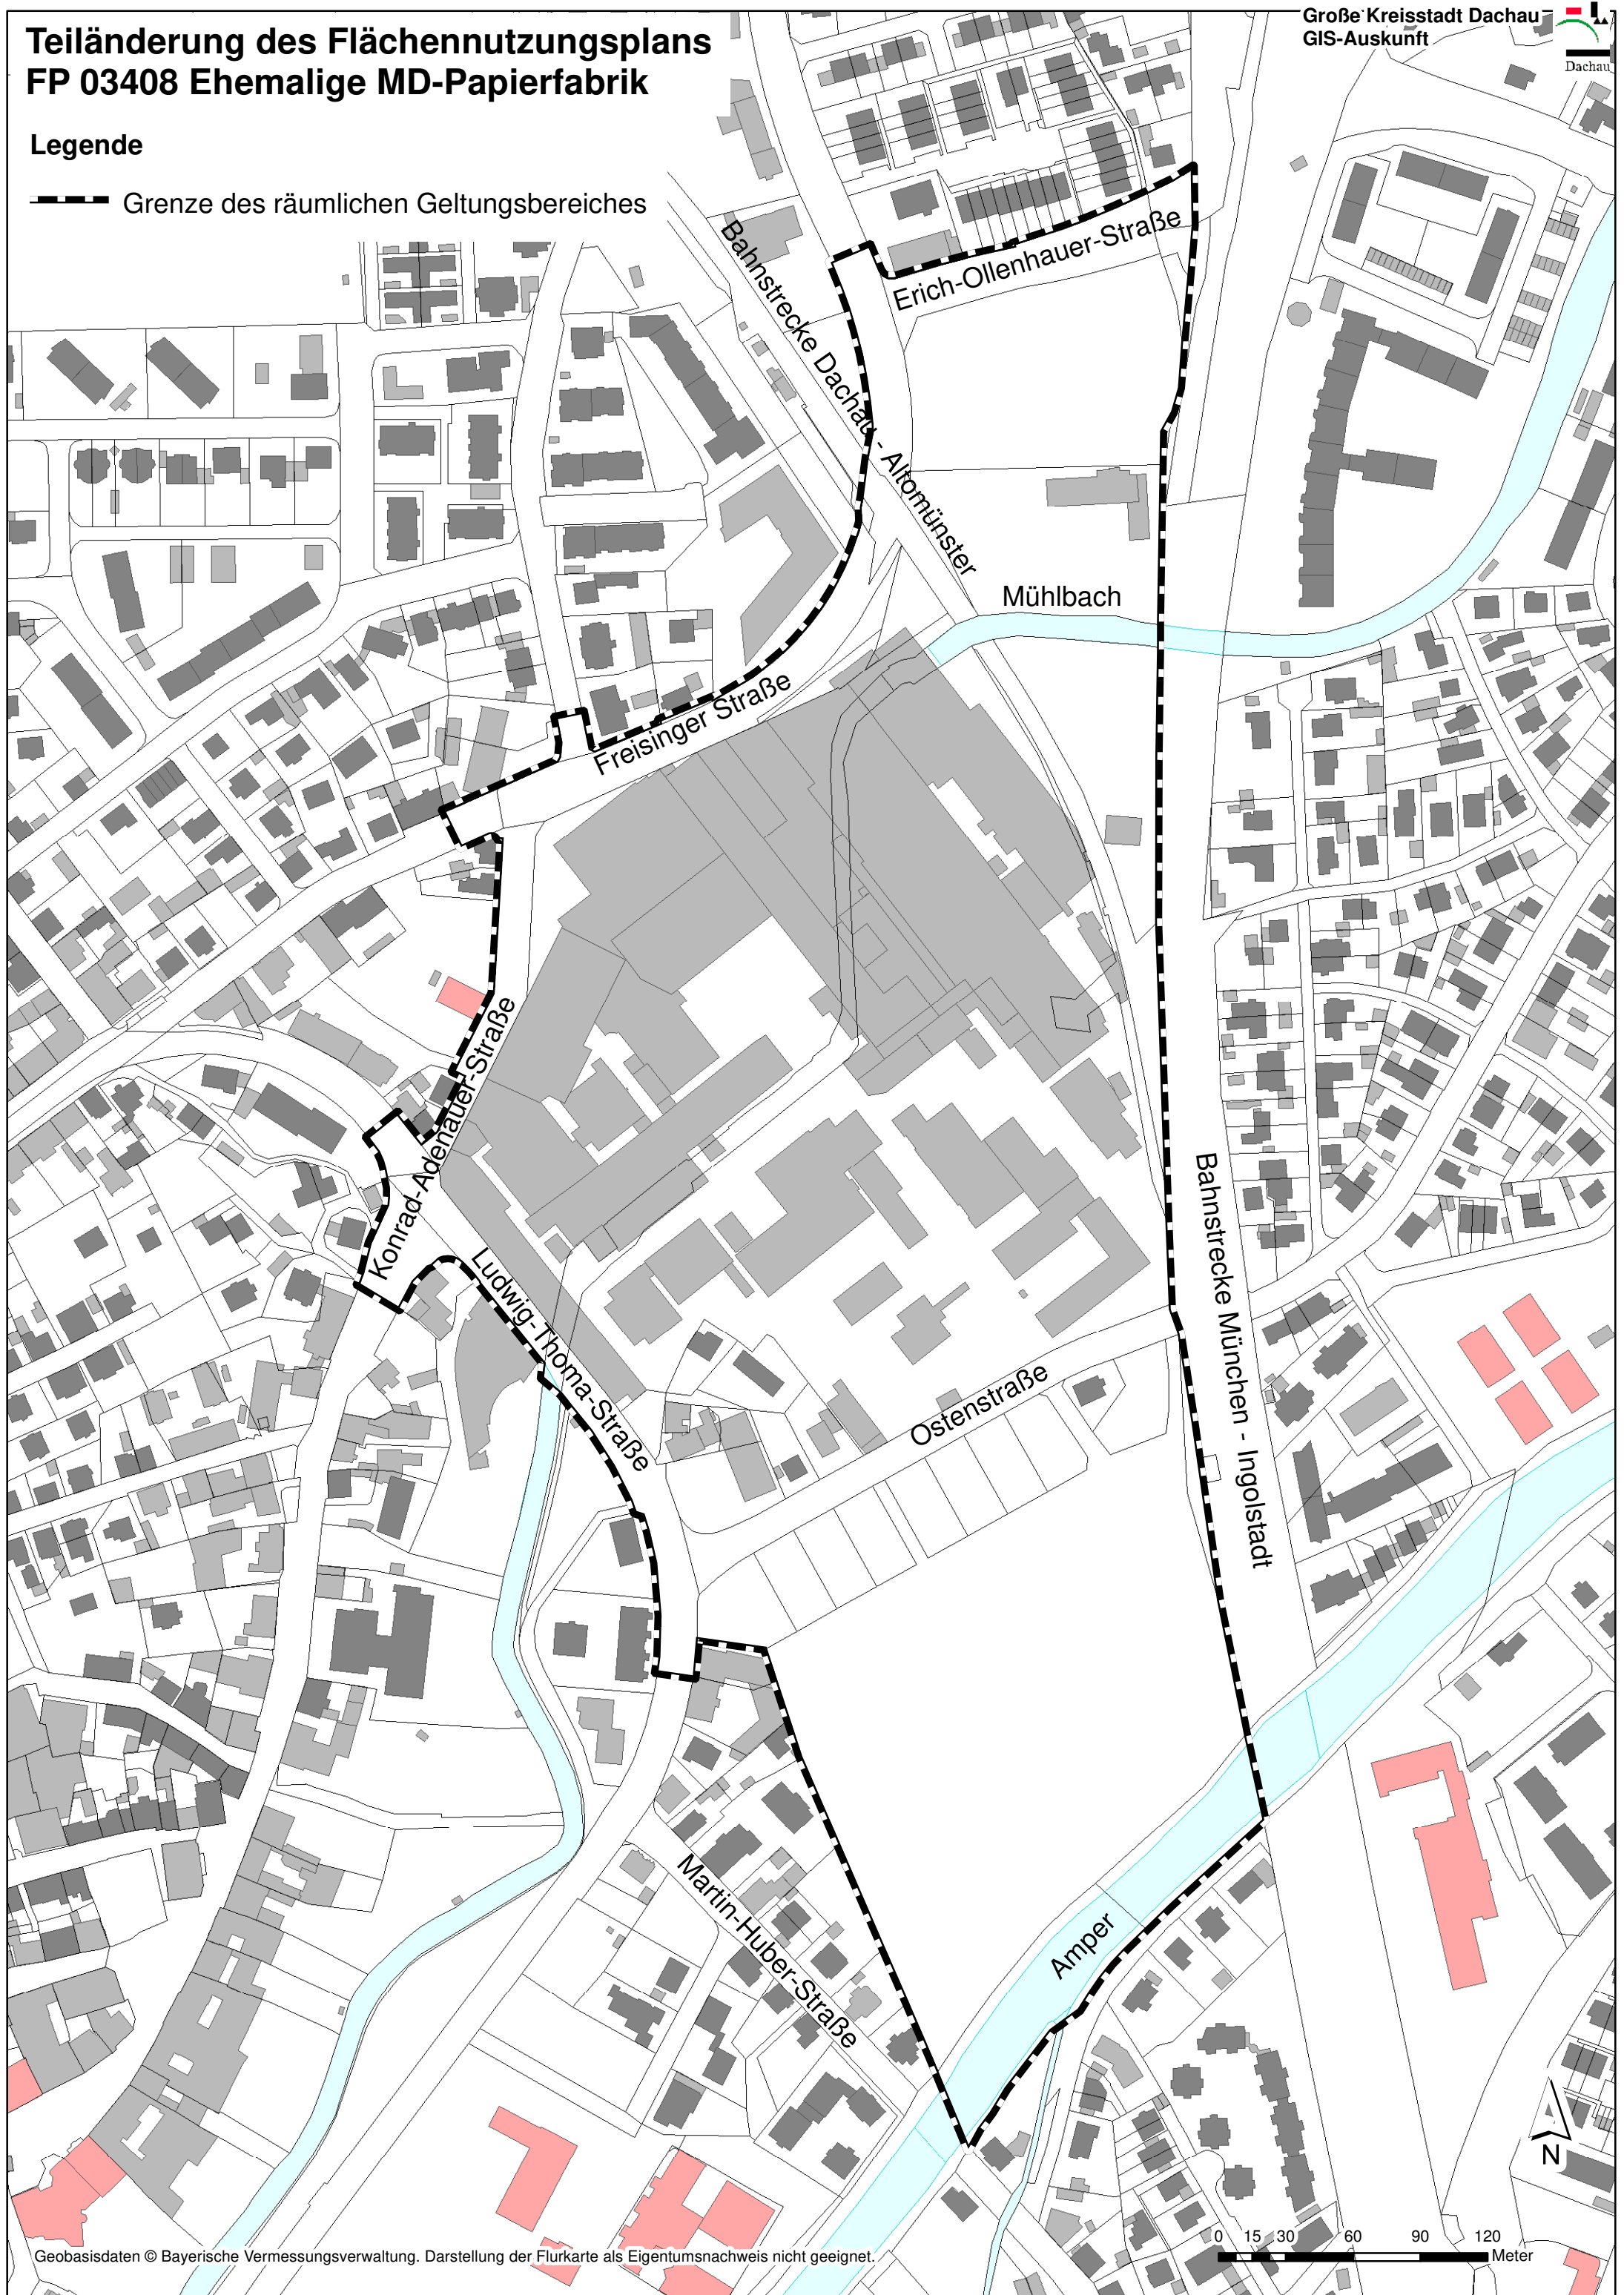 Teiländerung des Flächennutzungsplans
FP 03408 Ehemalige MD-Papierfabrik
Große Kreisstadt Dachau
GIS-Auskunft
Dachau
Legende
Grenze des räumlichen Geltungsbereiches
Bahnstrecke Dachau - Altomünster
Erich-Ollenhauer-Straße
Mühlbach
Freisinger Straße
Konrad-Adenauer-Straße
Ludwig-Thoma-Straße
Bahnstrecke München - Ingolstadt
Ostenstraße
Martin-Huber-Straße
Amper
N
0 15 30 60 90 120
Meter
Geobasisdaten © Bayerische Vermessungsverwaltung. Darstellung der Flurkarte als Eigentumsnachweis nicht geeignet.